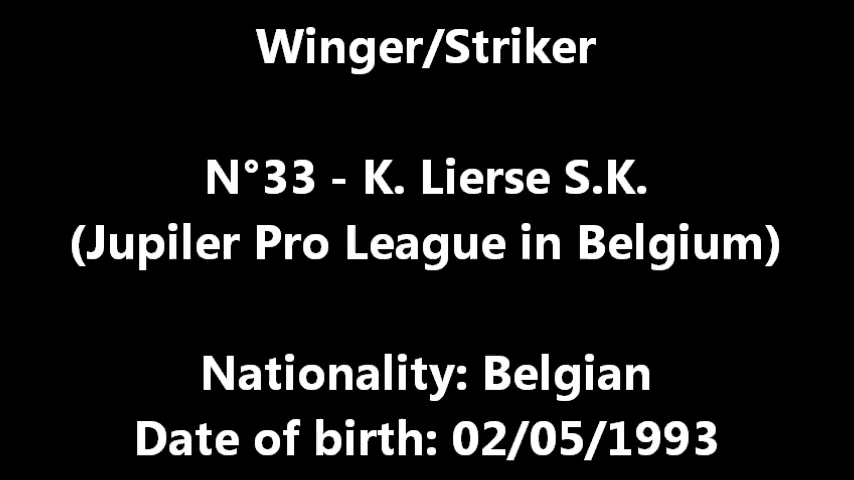 Winger/Striker
N°33 - K. Lierse S.K.
(Jupiler Pro League in Belgium)
Nationality: Belgian
Date of birth: 02/05/1993